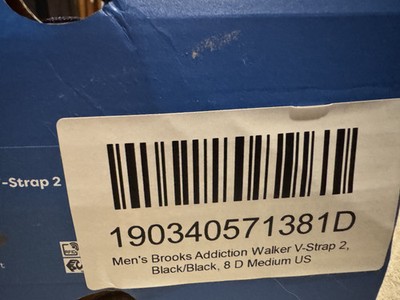 -Strap 2
190340571381D
Men's Brooks Addiction Walker V-Strap 2,
Black/Black, 8 D Medium US